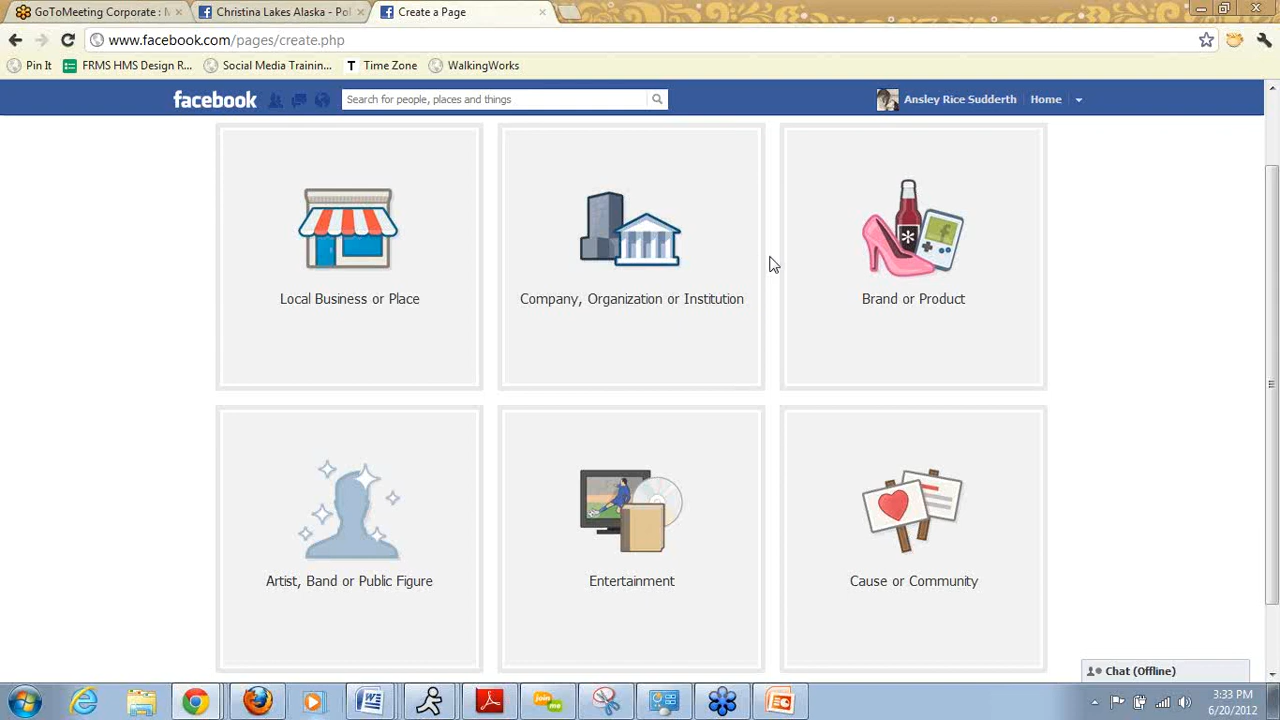 GoToMeeting Corporate : M
Christina Lakes Alaska - Pol
Create a Page
www.facebook.com/pages/create.php
Pin It
FRMS HMS Design R...
Social Media Trainin...
T Time Zone
WalkingWorks
facebook
Search for people, places and things
Ansley Rice Sudderth
Home
Local Business or Place
Company, Organization or Institution
Brand or Product
Artist, Band or Public Figure
Entertainment
Cause or Community
Chat (Offline)
join me
3:33 PM
6/20/2012